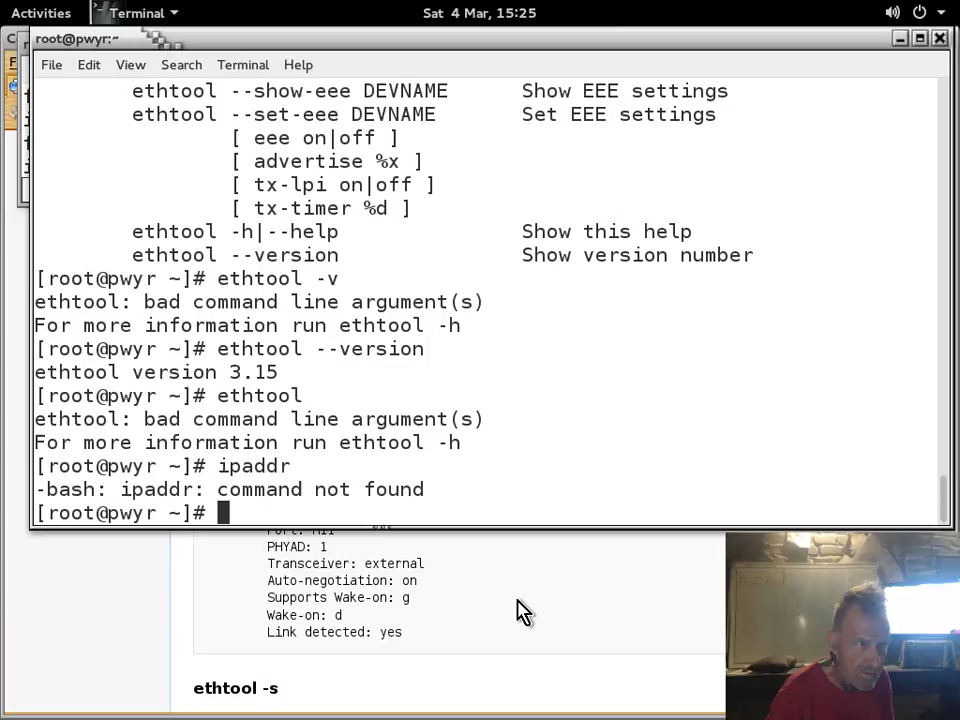 Activities
Terminal
Sat 4 Mar, 15:25
root@pwyr:~
File Edit View Search Terminal Help
ethtool --show-eee DEVNAME Show EEE settings
ethtool --set-eee DEVNAME Set EEE settings
[ eee on|off ]
[ advertise %x ]
[ tx-lpi on|off ]
[ tx-timer %d ]
ethtool -h|--help Show this help
ethtool --version Show version number
[root@pwyr ~]# ethtool -v
ethtool: bad command line argument(s)
For more information run ethtool -h
[root@pwyr ~]# ethtool --version
ethtool version 3.15
[root@pwyr ~]# ethtool
ethtool: bad command line argument(s)
For more information run ethtool -h
[root@pwyr ~]# ipaddr
-bash: ipaddr: command not found
[root@pwyr ~]#
PHYAD: 1
Transceiver: external
Auto-negotiation: on
Supports Wake-on: g
Wake-on: d
Link detected: yes
ethtool -s